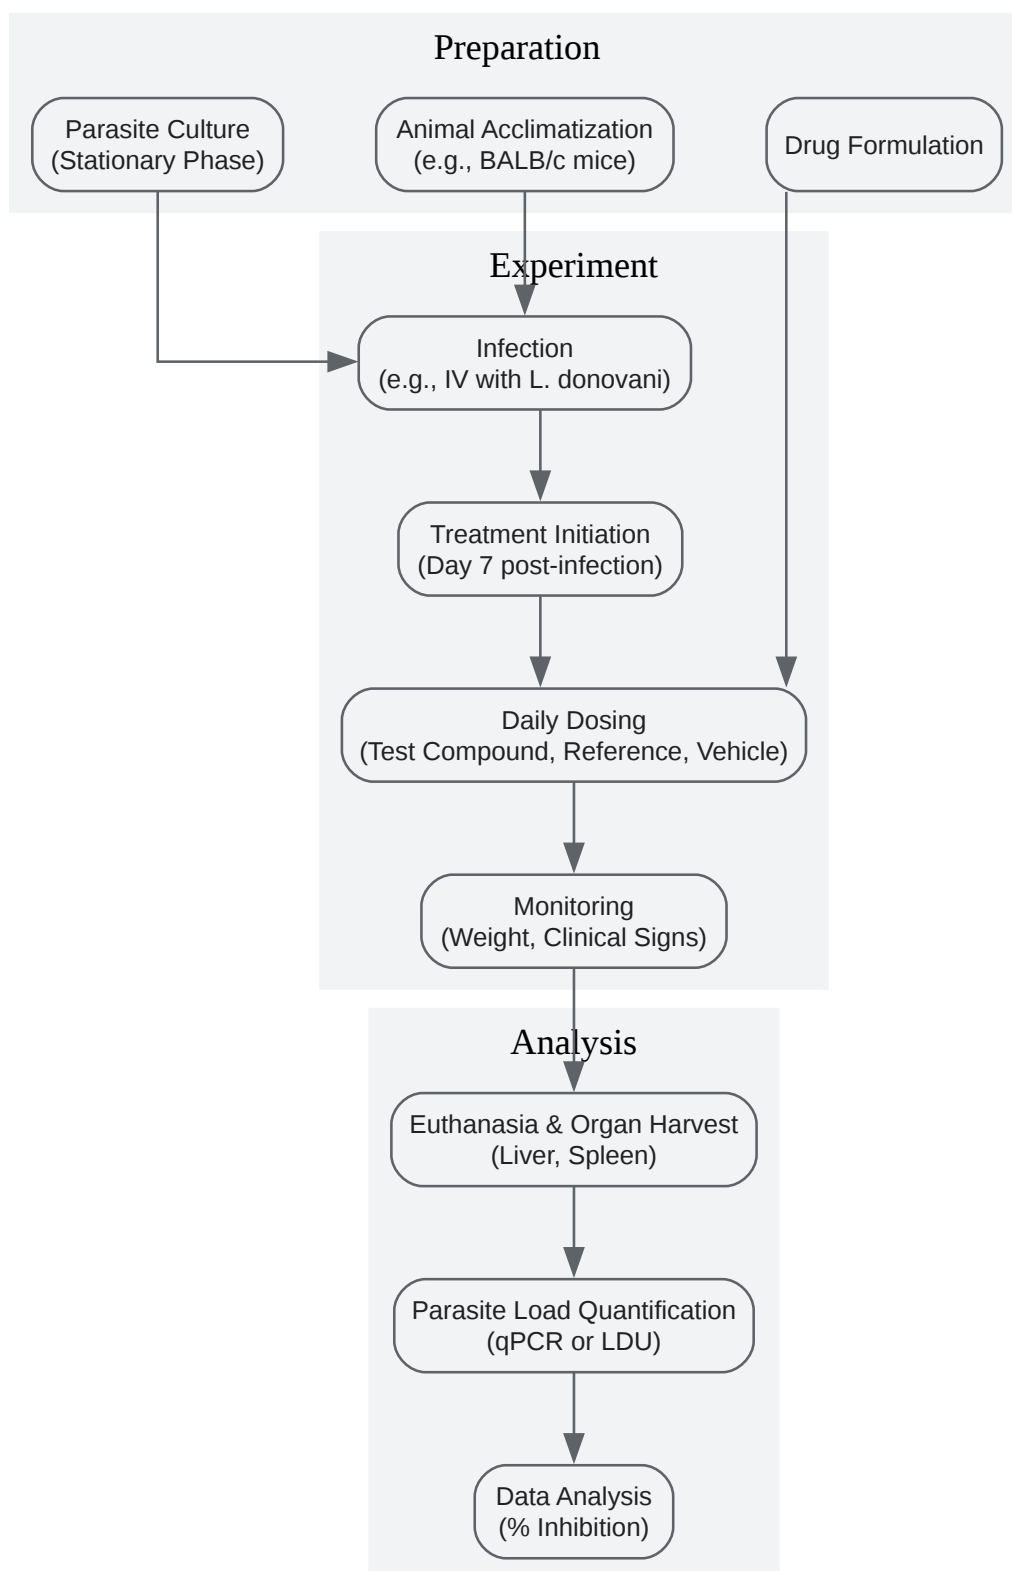 Preparation
Parasite Culture
(Stationary Phase)
Animal Acclimatization
(e.g., BALB/c mice)
Drug Formulation
Experiment
Infection
(e.g., IV with L. donovani)
Treatment Initiation
(Day 7 post-infection)
Daily Dosing
(Test Compound, Reference, Vehicle)
Monitoring
(Weight, Clinical Signs)
Analysis
Euthanasia & Organ Harvest
(Liver, Spleen)
Parasite Load Quantification
(qPCR or LDU)
Data Analysis
(% Inhibition)